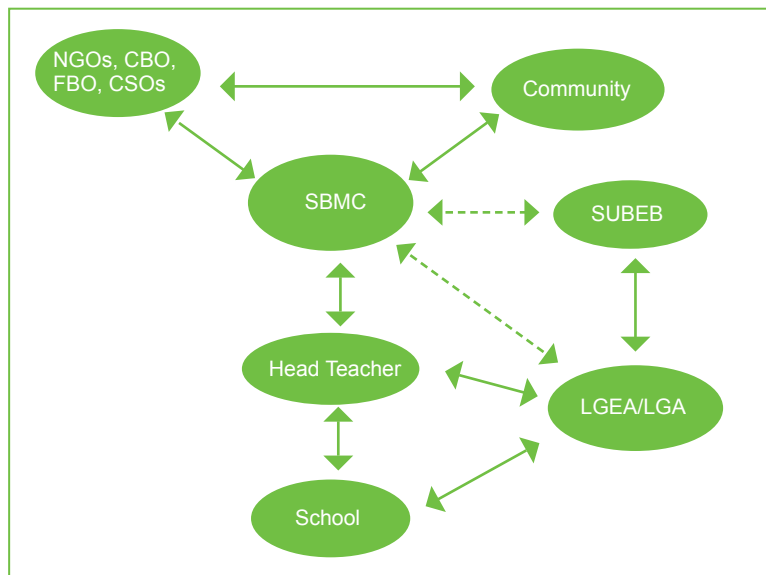 NGOs, CBO,
FBO, CSOs
Community
SBMC
SUBEB
Head Teacher
LGEA/LGA
School